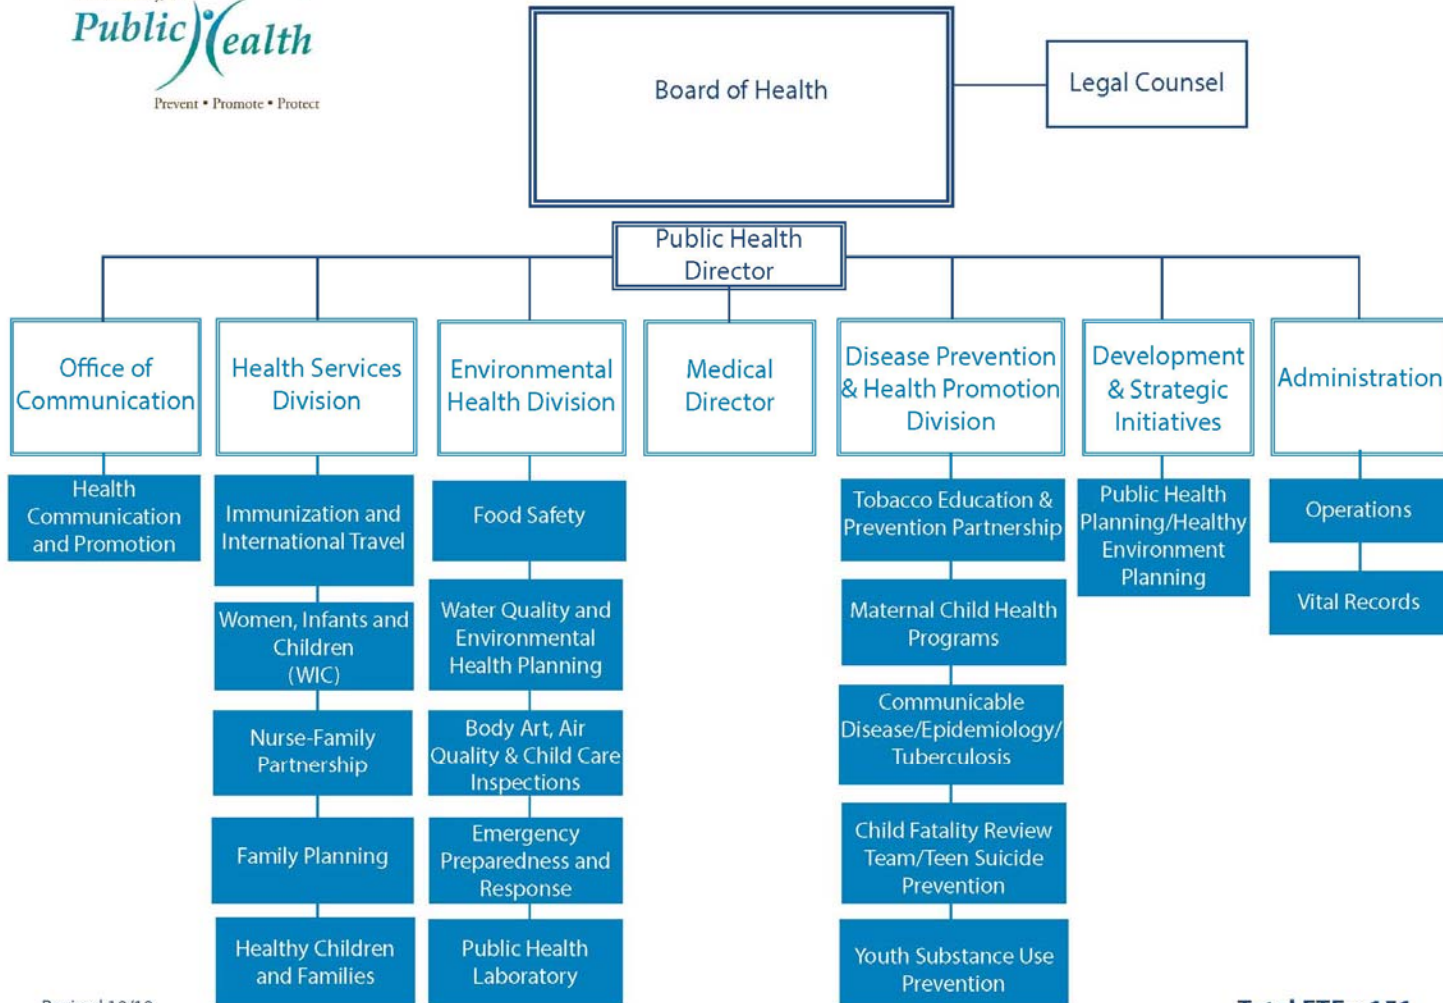 Public Health
Prevent • Promote • Protect
Board of Health
Legal Counsel
Public Health
Director
Office of
Communication
Health Services
Division
Environmental
Health Division
Medical
Director
Disease Prevention
& Health Promotion
Division
Development
& Strategic
Initiatives
Administration
Health
Communication
and Promotion
Immunization and
International Travel
Women, Infants and
Children
(WIC)
Nurse-Family
Partnership
Family Planning
Healthy Children
and Families
Food Safety
Water Quality and
Environmental
Health Planning
Body Art, Air
Quality & Child Care
Inspections
Emergency
Preparedness and
Response
Public Health
Laboratory
Tobacco Education &
Prevention Partnership
Maternal Child Health
Programs
Communicable
Disease/Epidemiology/
Tuberculosis
Child Fatality Review
Team/Teen Suicide
Prevention
Youth Substance Use
Prevention
Public Health
Planning/Healthy
Environment
Planning
Operations
Vital Records